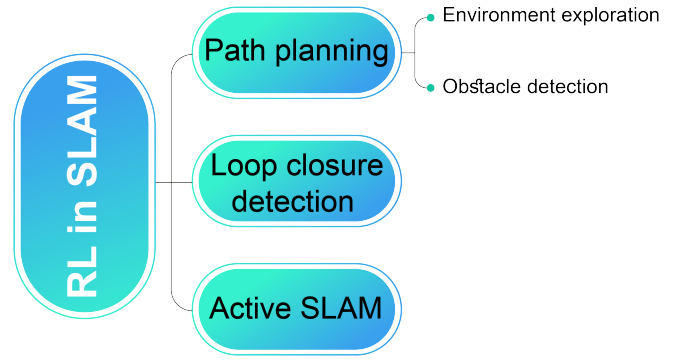 RL in SLAM
Path planning
Environment exploration
Obstacle detection
Loop closure
detection
Active SLAM